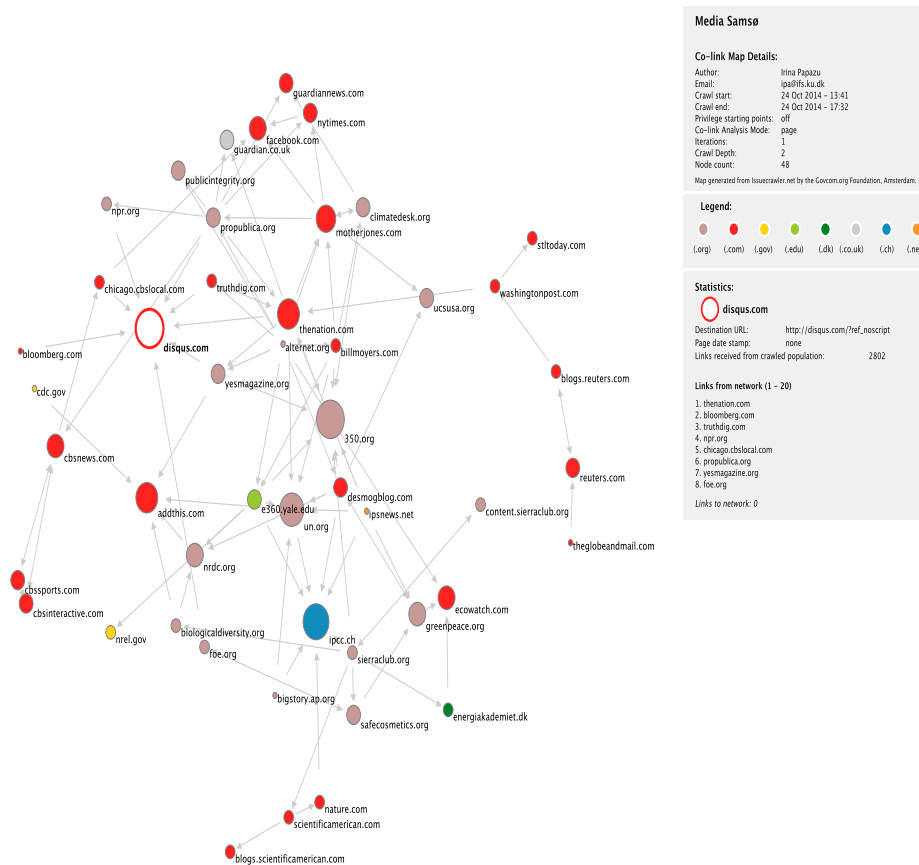 Media Samsø
Co-link Map Details:
Author: Irina Papazu
Email: ipa@ifs.ku.dk
Crawl start: 24 Oct 2014 – 13:41
Crawl end: 24 Oct 2014 – 17:32
Privilege starting points: off
Co-link Analysis Mode: page
Iterations: 1
Crawl Depth: 2
Node count: 48
Map generated from Issuecrawler.net by the Govcom.org Foundation, Amsterdam.
Legend:
(.org) (.com) (.gov) (.edu) (.dk) (.co.uk) (.ch) (.ne
Statistics:
disqus.com
Destination URL: http://disqus.com/?ref_noscript
Page date stamp: none
Links received from crawled population: 2802
Links from network (1 – 20)
1. thenation.com
2. bloomberg.com
3. truthdig.com
4. npr.org
5. chicago.cbslocal.com
6. propublica.org
7. yesmagazine.org
8. foe.org
Links to network: 0
guardiannews.com
nytimes.com
facebook.com
guardian.co.uk
publicintegrity.org
npr.org
climatedesk.org
propublica.org
motherjones.com
stltoday.com
chicago.cbslocal.com
truthdig.com
washingtonpost.com
ucsusa.org
thenation.com
disqus.com
alternet.org
billmoyers.com
bloomberg.com
yesmagazine.org
blogs.reuters.com
cdc.gov
350.org
cbsnews.com
reuters.com
desmogblog.com
addthis.com
e360.yale.edu
ipsnews.net
content.sierraclub.org
un.org
theglobeandmail.com
nrdc.org
cbssports.com
cbsinteractive.com
ecowatch.com
greenpeace.org
biologicaldiversity.org
nrel.gov
ipcc.ch
foe.org
sierraclub.org
bigstory.ap.org
energiakademiet.dk
safecosmetics.org
nature.com
scientificamerican.com
blogs.scientificamerican.com